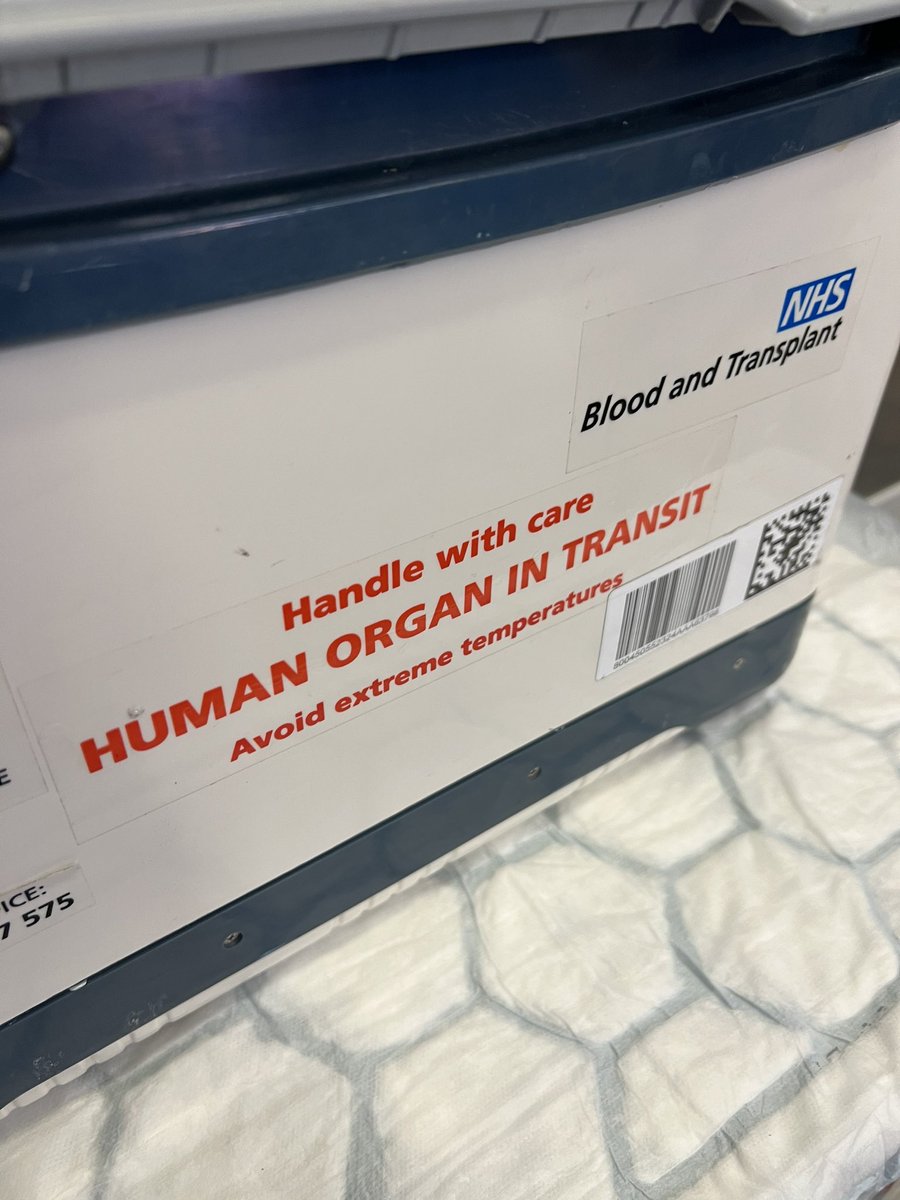 NHS
Blood and Transplant
Handle with care
HUMAN ORGAN IN TRANSIT
Avoid extreme temperatures
E
ICE:
7 575